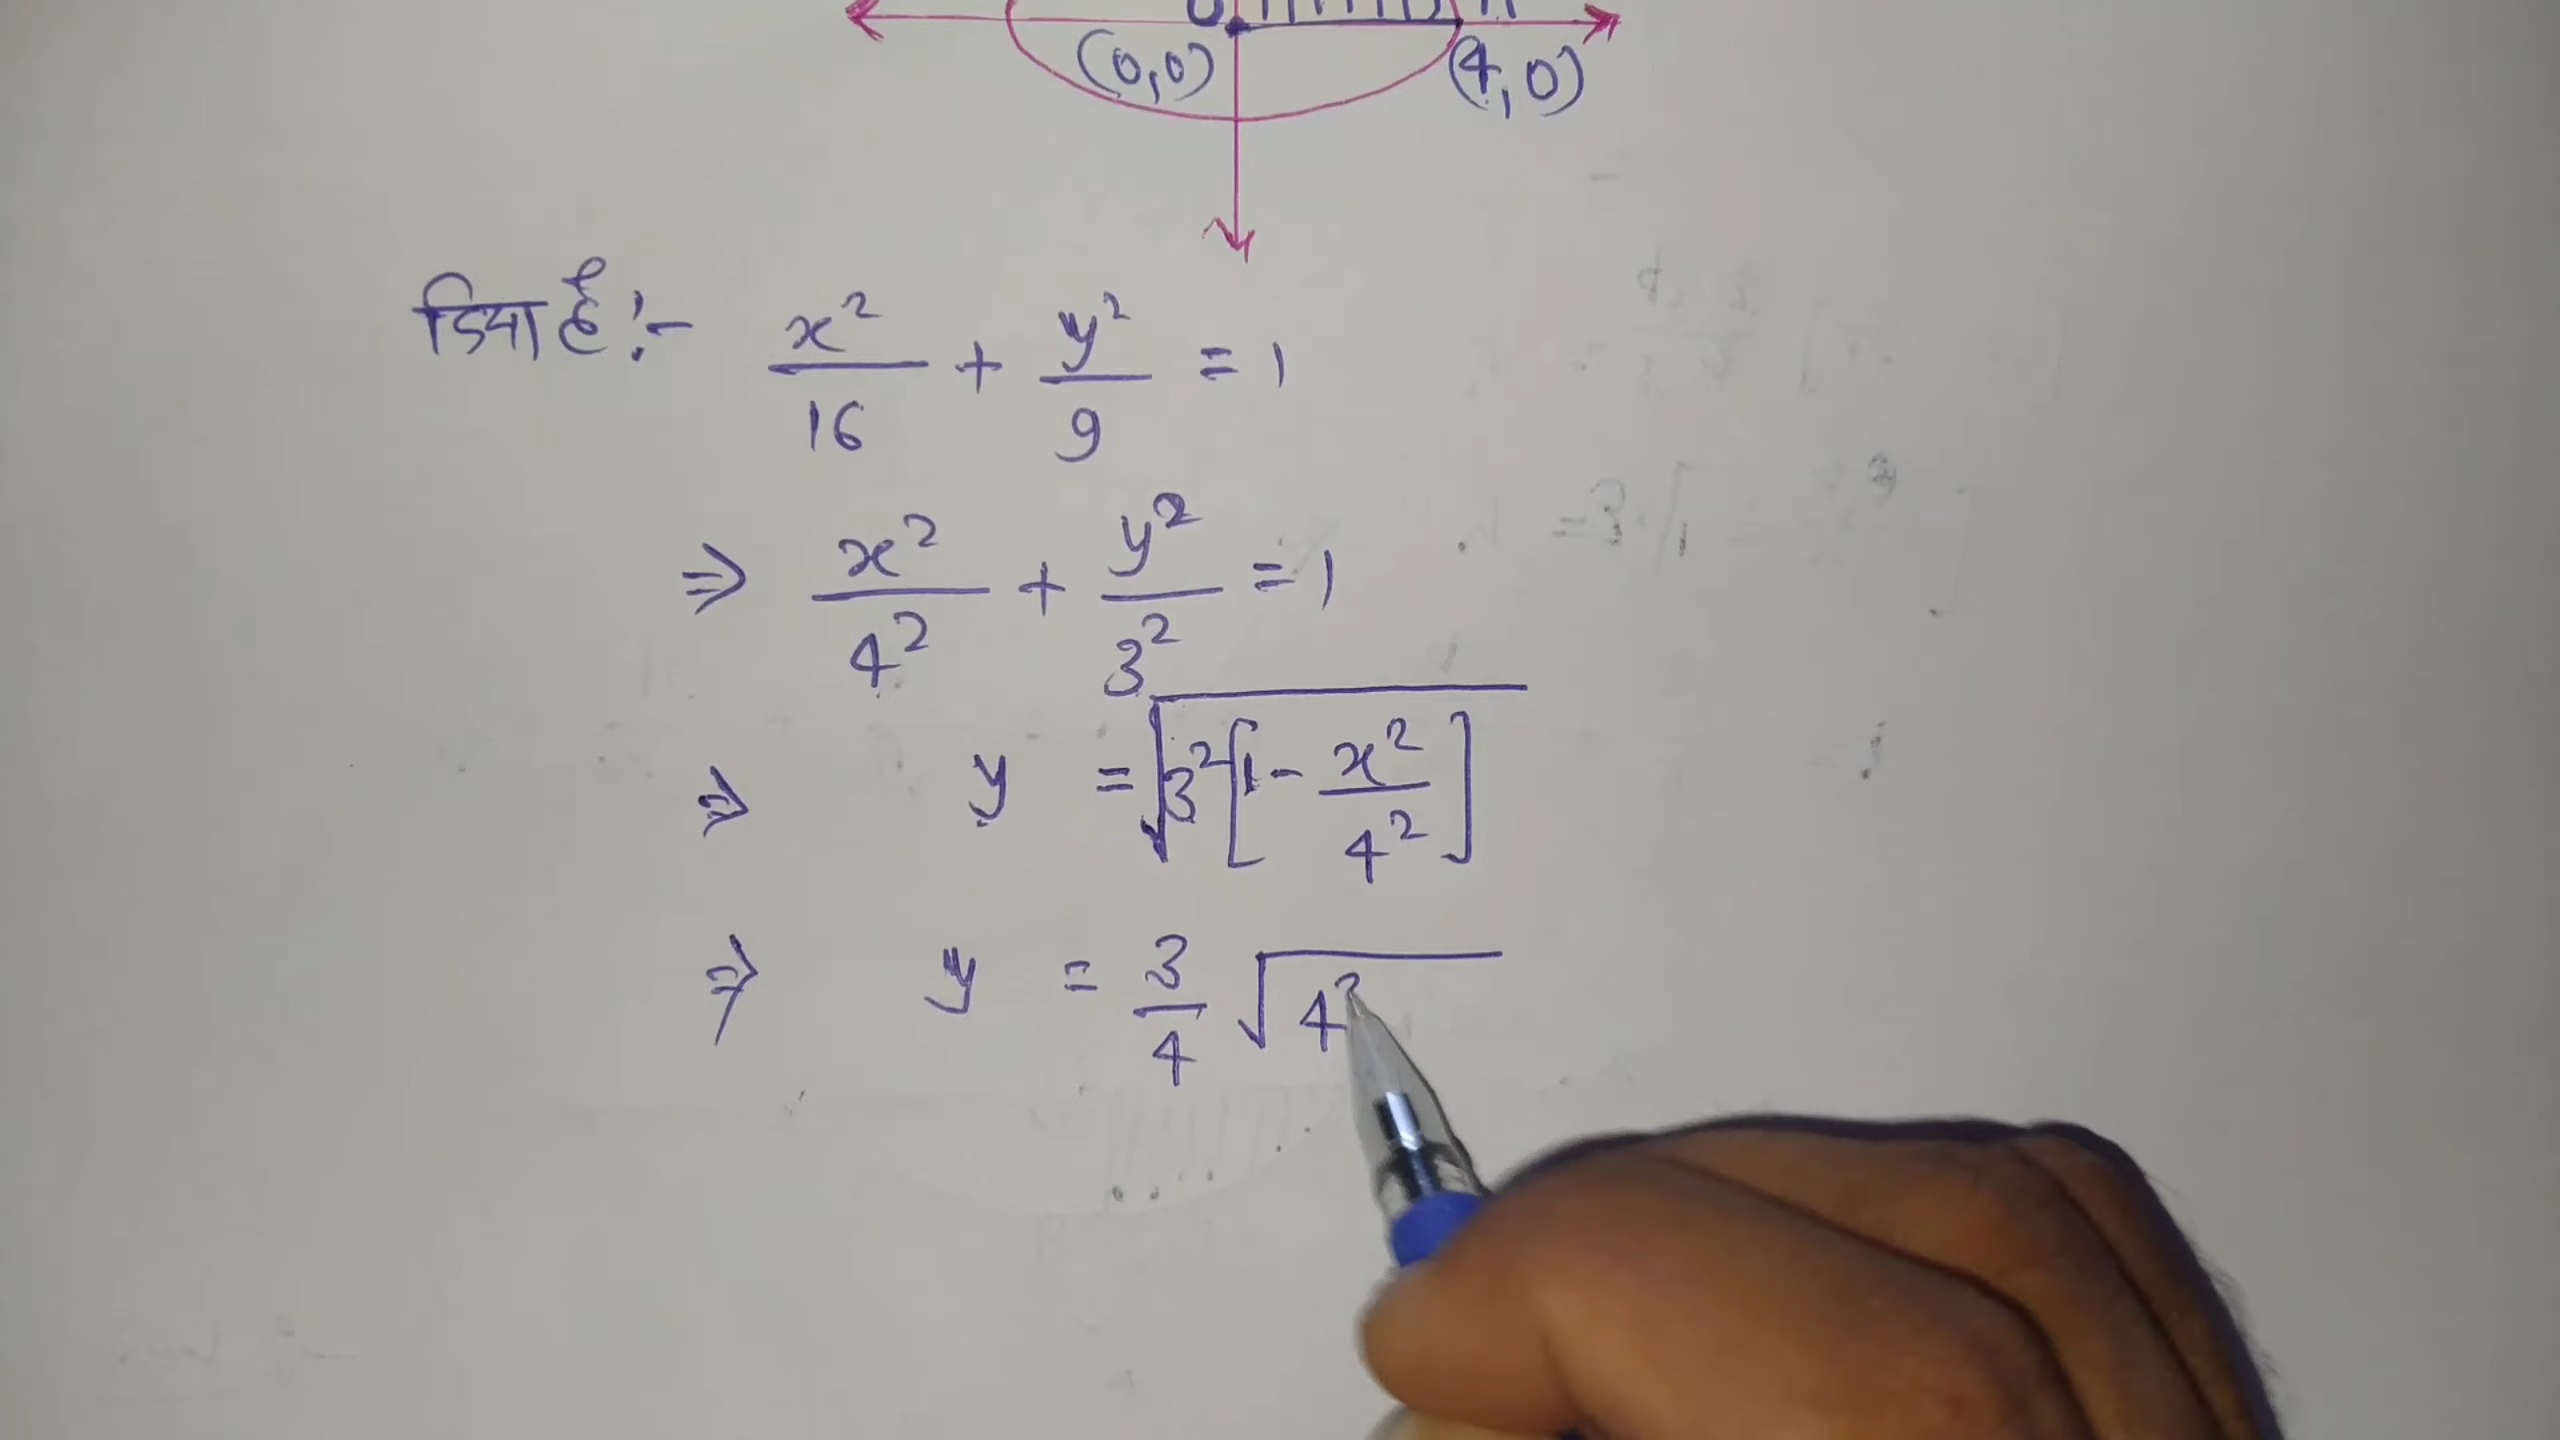 (0,0) (4,0)
दिया है :- x²/16 + y²/9 = 1
⇒ x²/4² + y²/3² = 1
⇒ y = √(3²[1 - x²/4²])
⇒ y = 3/4 √4²